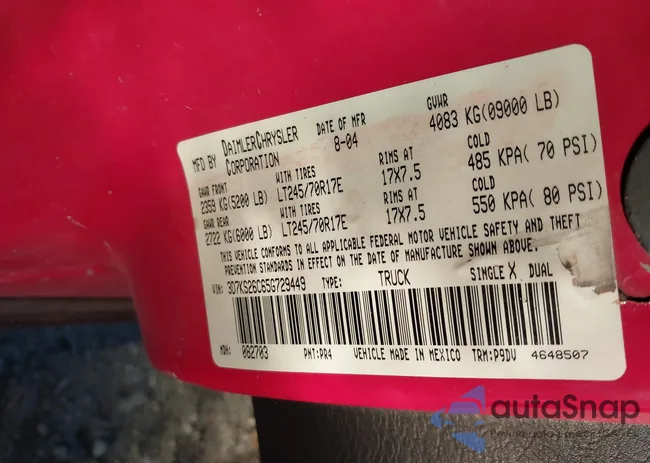 MFD BY DAIMLERCHRYSLER CORPORATION DATE OF MFR 8-04 GVWR 4083 KG(09000 LB)
GAWR FRONT WITH TIRES RIMS AT COLD
2359 KG(5200 LB) LT245/70R17E 17X7.5 485 KPA( 70 PSI)
GAWR REAR WITH TIRES RIMS AT COLD
2722 KG(6000 LB) LT245/70R17E 17X7.5 550 KPA( 80 PSI)
THIS VEHICLE CONFORMS TO ALL APPLICABLE FEDERAL MOTOR VEHICLE SAFETY AND THEFT
PREVENTION STANDARDS IN EFFECT ON THE DATE OF MANUFACTURE SHOWN ABOVE.
VIN: 3D7KS26C65G729449 TYPE: TRUCK SINGLE X DUAL
MDH: 082703 PNT:PR4 VEHICLE MADE IN MEXICO TRM:P9DV 4648507
autaSnap